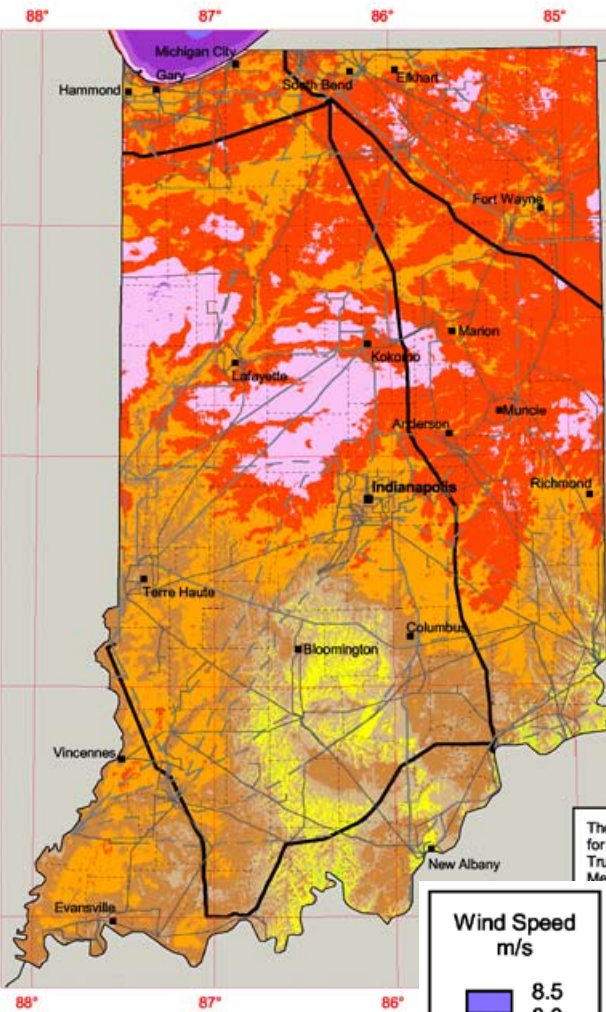 88° 87° 86° 85°
Michigan City
Gary
Hammond
South Bend
Elkhart
Fort Wayne
Marion
Kokomo
Lafayette
Muncie
Anderson
Indianapolis
Richmond
Terre Haute
Columbus
Bloomington
Vincennes
New Albany
Evansville
Wind Speed
m/s
8.5
88° 87° 86°